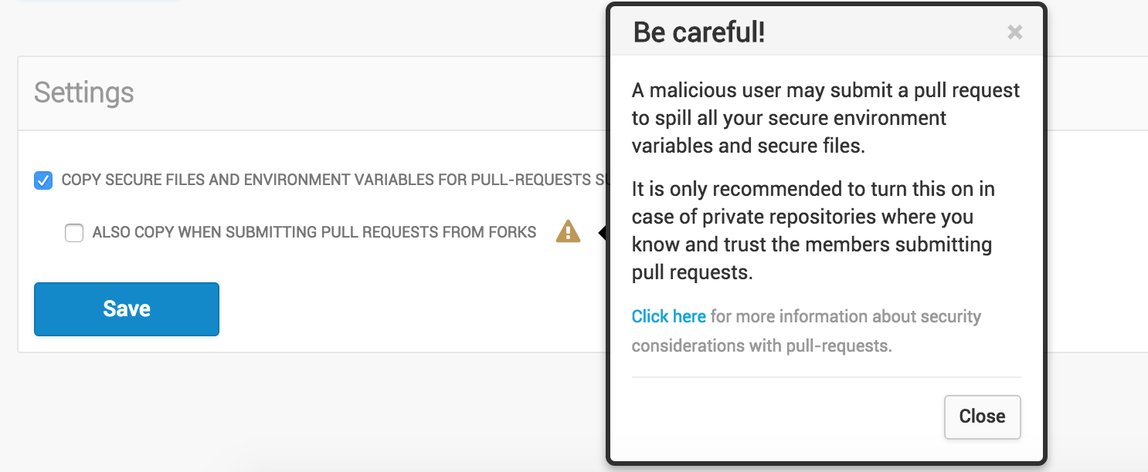 Settings
COPY SECURE FILES AND ENVIRONMENT VARIABLES FOR PULL-REQUESTS
ALSO COPY WHEN SUBMITTING PULL REQUESTS FROM FORKS
Save
Be careful!
A malicious user may submit a pull request
to spill all your secure environment
variables and secure files.
It is only recommended to turn this on in
case of private repositories where you
know and trust the members submitting
pull requests.
Click here for more information about security
considerations with pull-requests.
Close